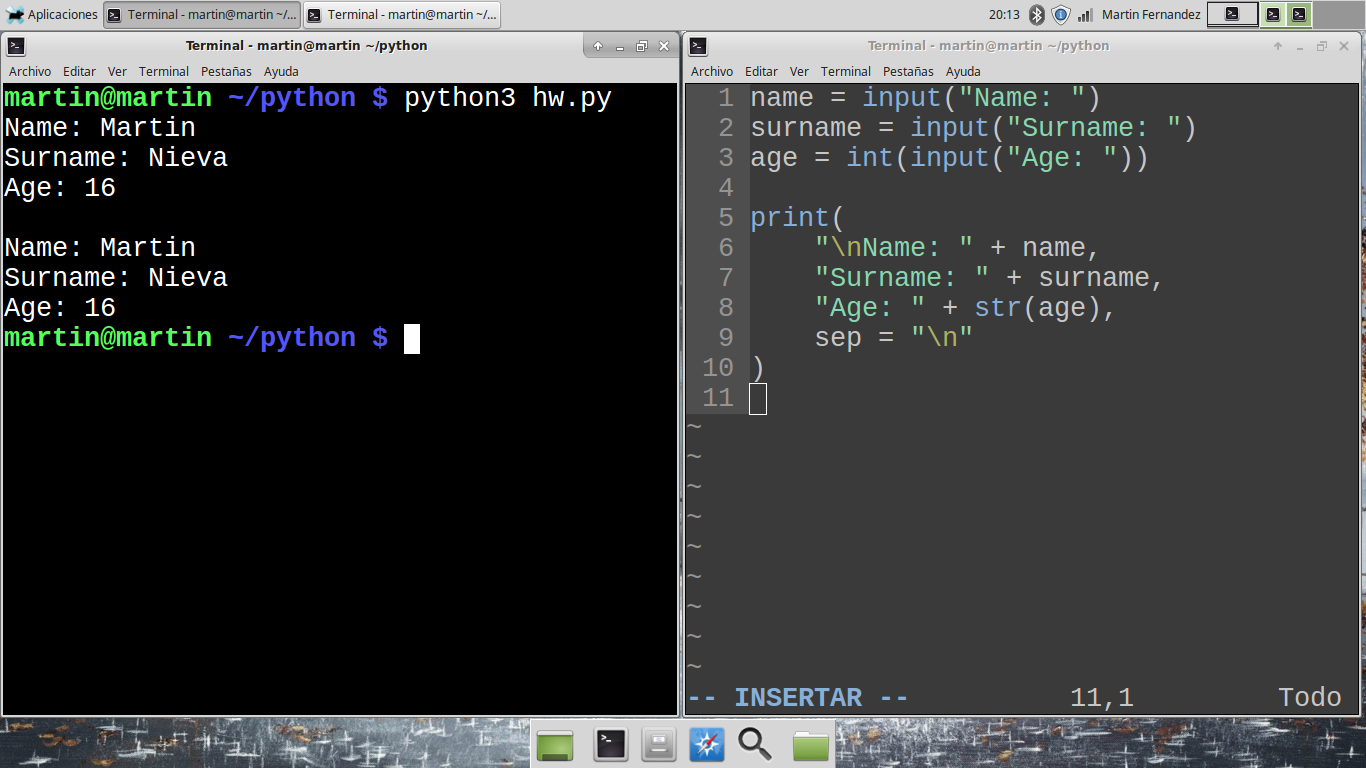 Aplicaciones
Terminal - martin@martin ~/...
Terminal - martin@martin ~/...
20:13
Martin Fernandez
Terminal - martin@martin ~/python
Archivo Editar Ver Terminal Pestañas Ayuda
martin@martin ~/python $ python3 hw.py
Name: Martin
Surname: Nieva
Age: 16
Name: Martin
Surname: Nieva
Age: 16
martin@martin ~/python $
Terminal - martin@martin ~/python
Archivo Editar Ver Terminal Pestañas Ayuda
1 name = input("Name: ")
2 surname = input("Surname: ")
3 age = int(input("Age: "))
4
5 print(
6     "\nName: " + name,
7     "Surname: " + surname,
8     "Age: " + str(age),
9     sep = "\n"
10 )
11
~
~
~
~
~
~
~
~
~
-- INSERTAR -- 11,1 Todo